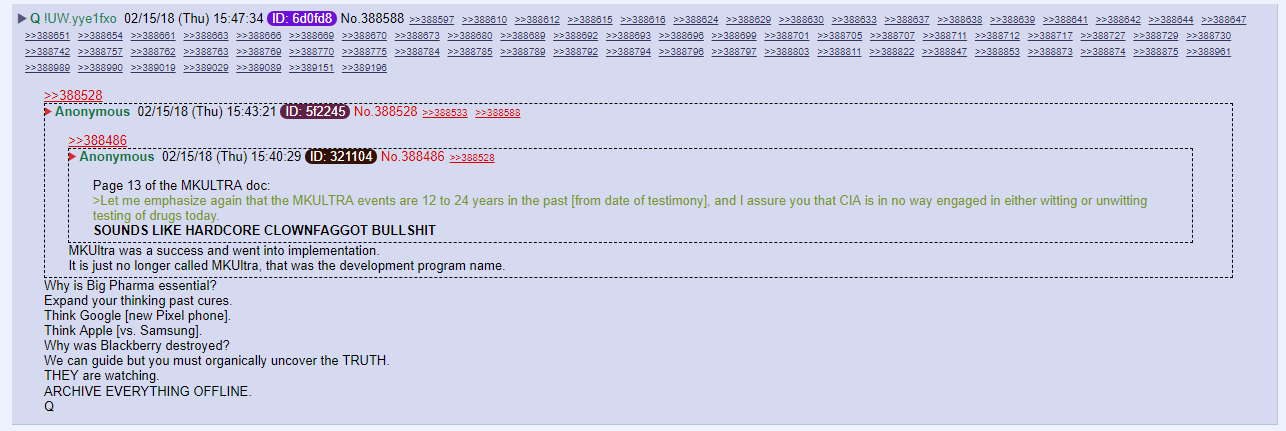 ▶ Q !UW.yye1fxo 02/15/18 (Thu) 15:47:34 ID: 6d0fd8 No.388588 >>388597 >>388610 >>388612 >>388615 >>388616 >>388624 >>388629 >>388630 >>388633 >>388637 >>388638 >>388639 >>388641 >>388642 >>388644 >>388647
>>388651 >>388654 >>388661 >>388663 >>388666 >>388669 >>388670 >>388673 >>388680 >>388689 >>388692 >>388693 >>388696 >>388699 >>388701 >>388705 >>388707 >>388711 >>388712 >>388717 >>388727 >>388729 >>388730
>>388742 >>388757 >>388762 >>388763 >>388769 >>388770 >>388775 >>388784 >>388785 >>388789 >>388792 >>388794 >>388796 >>388797 >>388803 >>388811 >>388822 >>388847 >>388853 >>388873 >>388874 >>388875 >>388961
>>388989 >>388990 >>389019 >>389029 >>389089 >>389151 >>389196
>>388528
▶ Anonymous 02/15/18 (Thu) 15:43:21 ID: 5f2245 No.388528 >>388533 >>388588
>>388486
▶ Anonymous 02/15/18 (Thu) 15:40:29 ID: 321104 No.388486 >>388528
Page 13 of the MKULTRA doc:
>Let me emphasize again that the MKULTRA events are 12 to 24 years in the past [from date of testimony], and I assure you that CIA is in no way engaged in either witting or unwitting
testing of drugs today.
SOUNDS LIKE HARDCORE CLOWNFAGGOT BULLSHIT
MKUltra was a success and went into implementation.
It is just no longer called MKUltra, that was the development program name.
Why is Big Pharma essential?
Expand your thinking past cures.
Think Google [new Pixel phone].
Think Apple [vs. Samsung].
Why was Blackberry destroyed?
We can guide but you must organically uncover the TRUTH.
THEY are watching.
ARCHIVE EVERYTHING OFFLINE.
Q